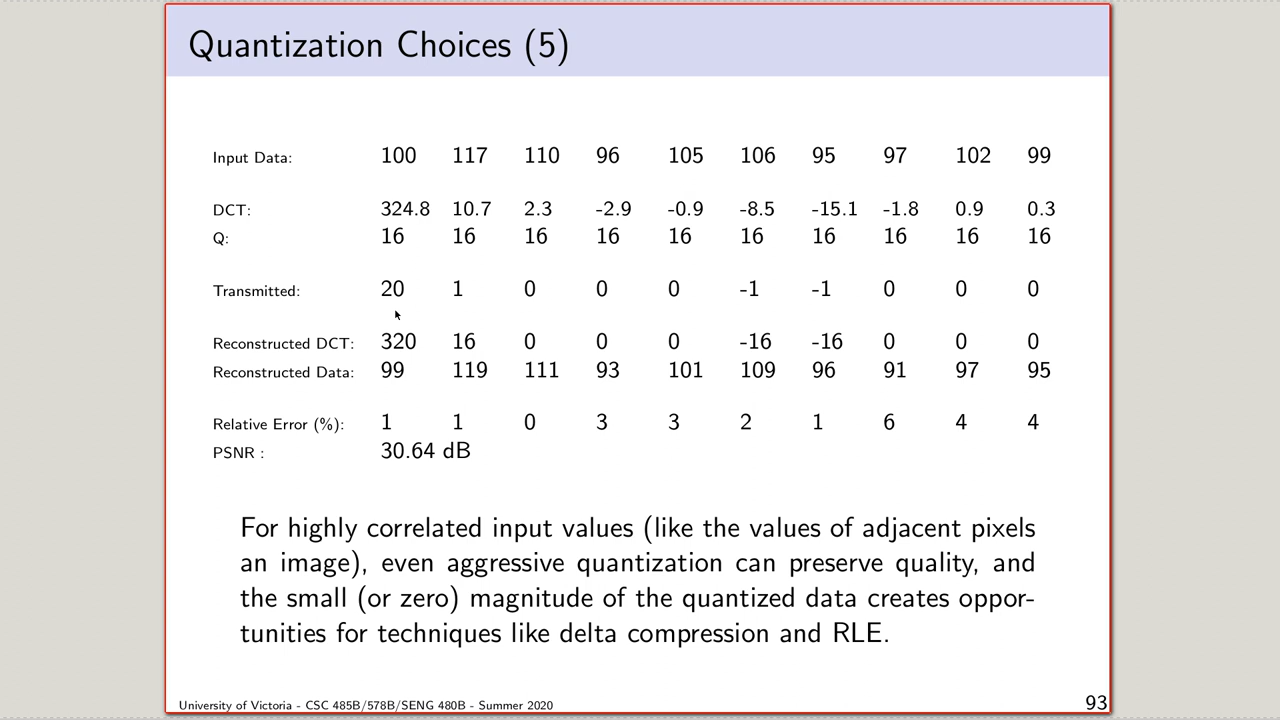 Quantization Choices (5)
Input Data: 100 117 110 96 105 106 95 97 102 99
DCT: 324.8 10.7 2.3 -2.9 -0.9 -8.5 -15.1 -1.8 0.9 0.3
Q: 16 16 16 16 16 16 16 16 16 16
Transmitted: 20 1 0 0 0 -1 -1 0 0 0
Reconstructed DCT: 320 16 0 0 0 -16 -16 0 0 0
Reconstructed Data: 99 119 111 93 101 109 96 91 97 95
Relative Error (%): 1 1 0 3 3 2 1 6 4 4
PSNR : 30.64 dB
For highly correlated input values (like the values of adjacent pixels
an image), even aggressive quantization can preserve quality, and
the small (or zero) magnitude of the quantized data creates oppor-
tunities for techniques like delta compression and RLE.
University of Victoria - CSC 485B/578B/SENG 480B - Summer 2020 93